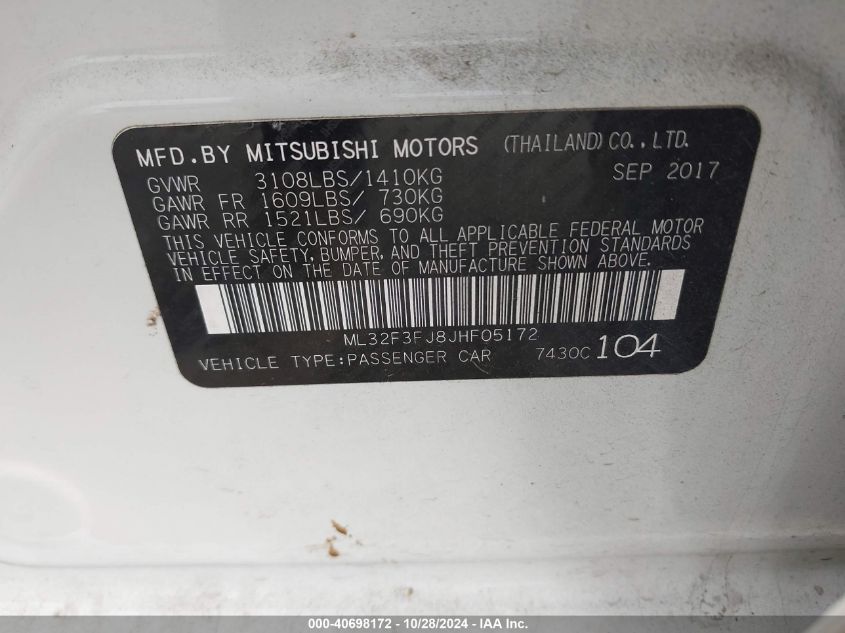 MFD.BY MITSUBISHI MOTORS (THAILAND) CO., LTD.
GVWR 3108LBS/1410KG SEP 2017
GAWR FR 1609LBS/ 730KG
GAWR RR 1521LBS/ 690KG
THIS VEHICLE CONFORMS TO ALL APPLICABLE FEDERAL MOTOR
VEHICLE SAFETY, BUMPER, AND THEFT PREVENTION STANDARDS
IN EFFECT ON THE DATE OF MANUFACTURE SHOWN ABOVE.
ML32F3FJ8JHF05172
VEHICLE TYPE:PASSENGER CAR 7430C 104
000-40698172 - 10/28/2024 - IAA Inc.